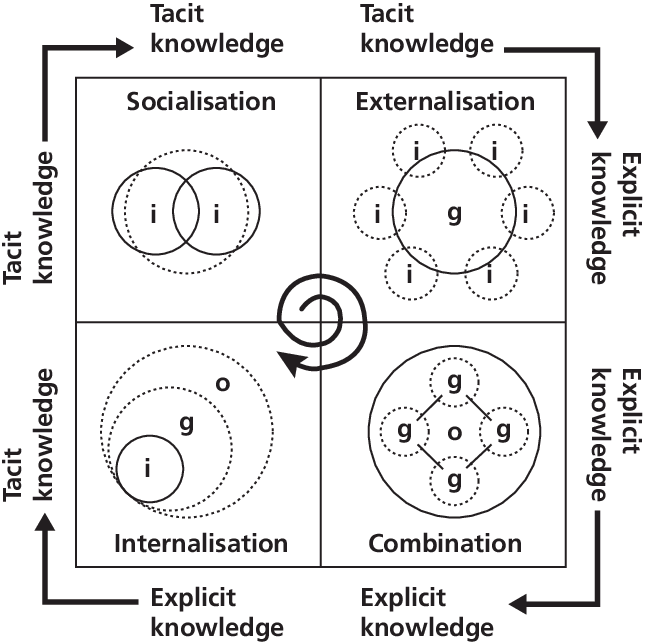 Tacit
knowledge
Tacit
knowledge
Socialisation
Externalisation
i
i
i
i
i
g
i
i
i
Tacit
knowledge
Explicit
knowledge
o
g
i
g
g
o
g
g
Internalisation
Combination
Tacit
knowledge
Explicit
knowledge
Explicit
knowledge
Explicit
knowledge